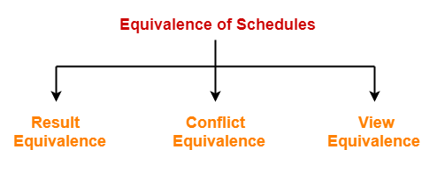 Equivalence of Schedules
Result Equivalence
Conflict Equivalence
View Equivalence